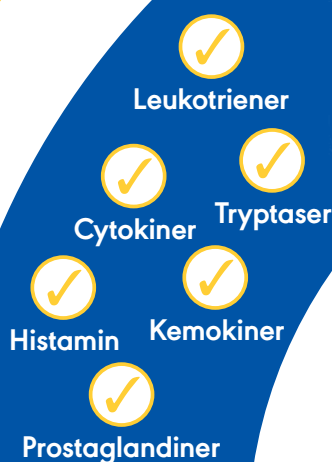 Leukotriener
Tryptaser
Cytokiner
Kemokiner
Histamin
Prostaglandiner